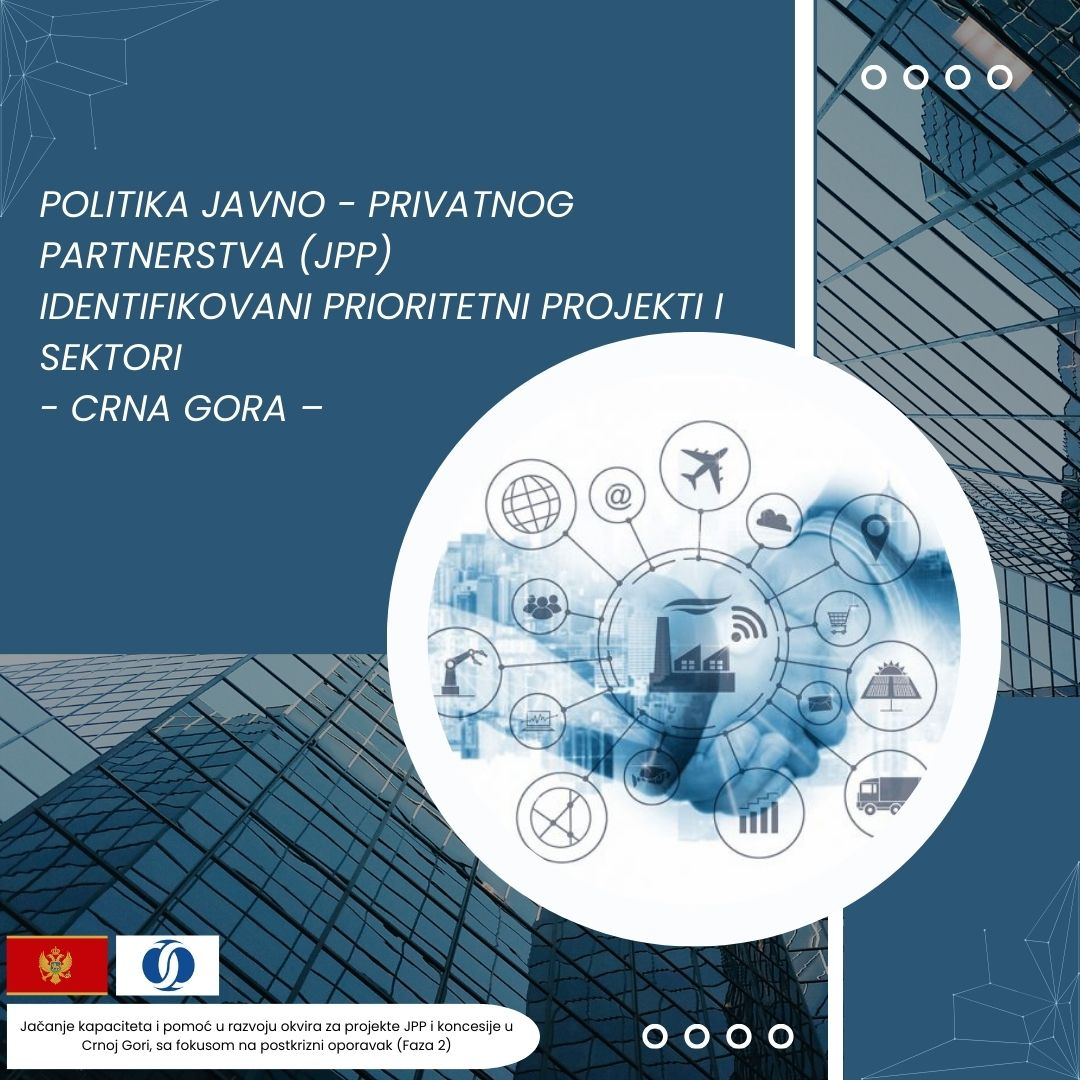 POLITIKA JAVNO - PRIVATNOG
PARTNERSTVA (JPP)
IDENTIFIKOVANI PRIORITETNI PROJEKTI I
SEKTORI
- CRNA GORA –
@
Jačanje kapaciteta i pomoć u razvoju okvira za projekte JPP i koncesije u
Crnoj Gori, sa fokusom na postkrizni oporavak (Faza 2)